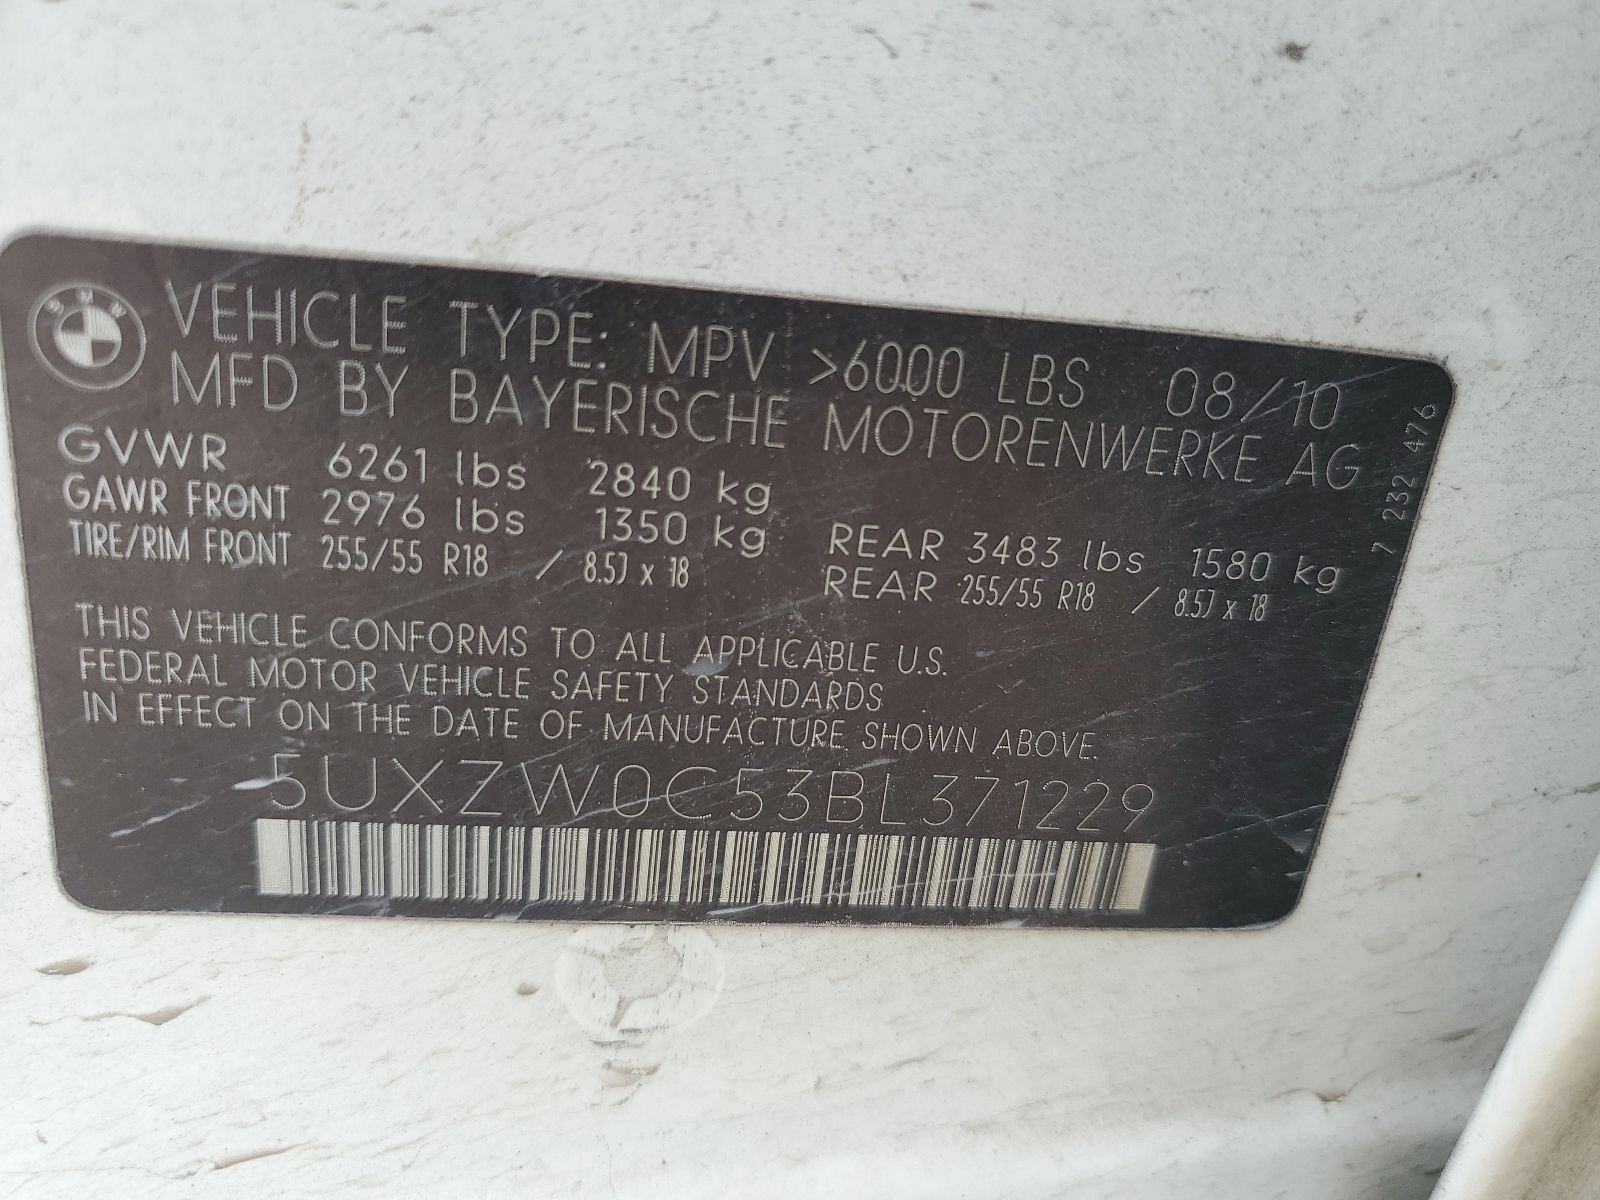 BMW
VEHICLE TYPE: MPV >6000 LBS 08/10
MFD BY BAYERISCHE MOTORENWERKE AG
GVWR 6261 lbs 2840 kg
GAWR FRONT 2976 lbs 1350 kg REAR 3483 lbs 1580 kg
TIRE/RIM FRONT 255/55 R18 / 8.5J x 18 REAR 255/55 R18 / 8.5J x 18
THIS VEHICLE CONFORMS TO ALL APPLICABLE U.S.
FEDERAL MOTOR VEHICLE SAFETY STANDARDS
IN EFFECT ON THE DATE OF MANUFACTURE SHOWN ABOVE.
5UXZW0C53BL371229
7 232 476